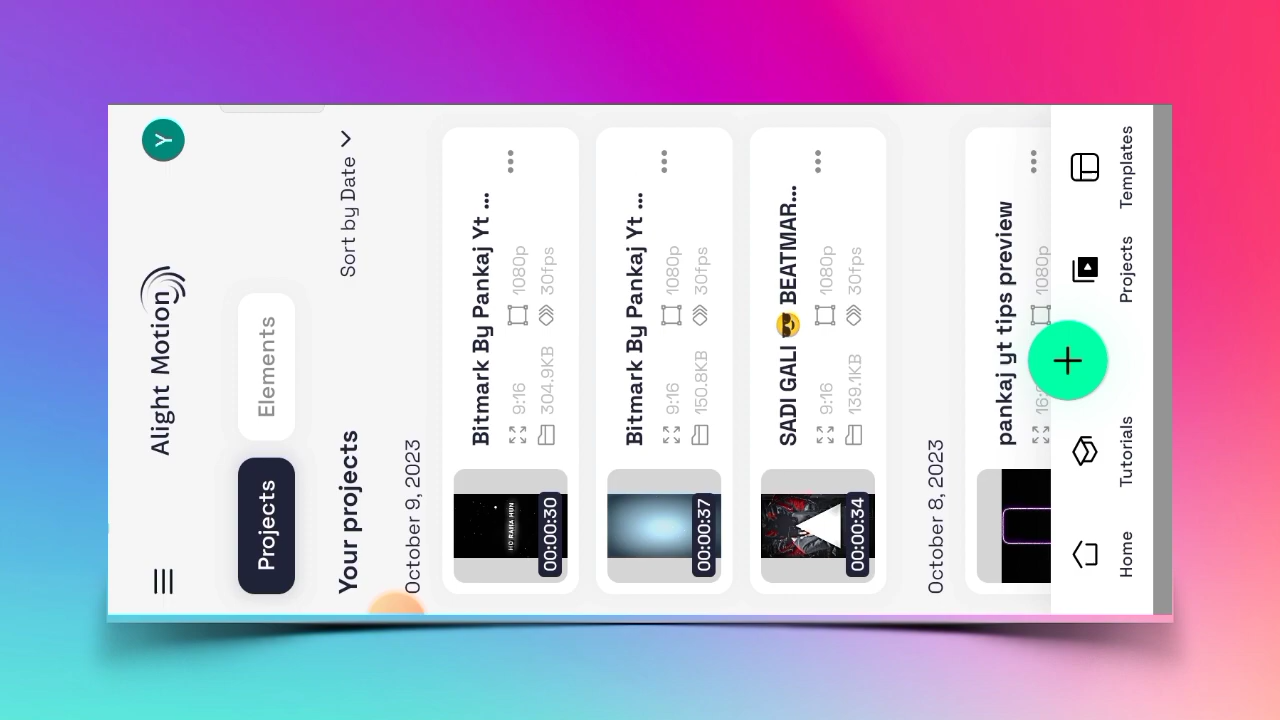 Alight Motion
Y
Projects
Elements
Your projects
Sort by Date
October 9, 2023
Bitmark By Pankaj Yt ...
9:16
1080p
304.9KB
30fps
00:00:30
HO RAHA HUN
Bitmark By Pankaj Yt ...
9:16
1080p
150.8KB
30fps
00:00:37
SADI GALI 😎 BEATMAR...
9:16
1080p
139.1KB
30fps
00:00:34
October 8, 2023
pankaj yt tips preview
1080p
Home
Tutorials
Projects
Templates